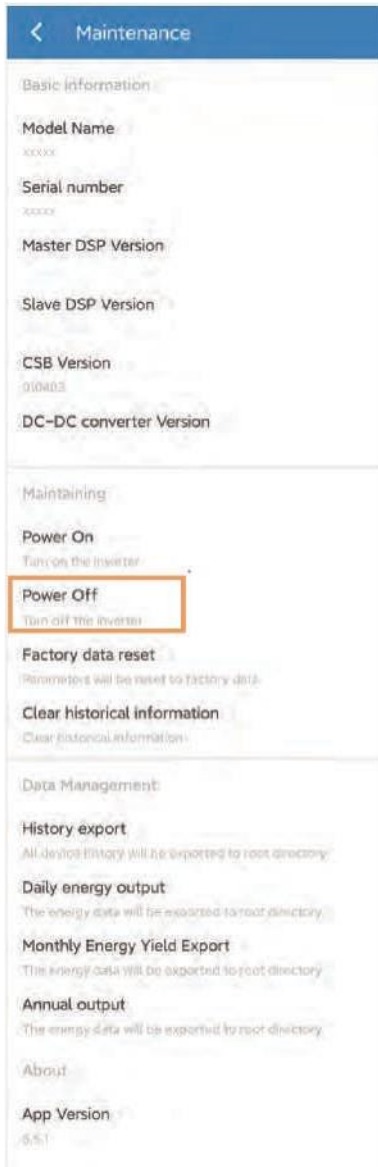 Maintenance
Basic information
Model Name
xxxxx
Serial number
xxxxx
Master DSP Version
Slave DSP Version
CSB Version
010403
DC-DC converter Version
Maintaining
Power On
Turn on the inverter
Power Off
Turn off the inverter
Factory data reset
Parameters will be reset to factory data
Clear historical information
Clear historical information
Data Management
History export
All device history will be exported to root directory
Daily energy output
The energy data will be exported to root directory
Monthly Energy Yield Export
The energy data will be exported to root directory
Annual output
The energy data will be exported to root directory
About
App Version